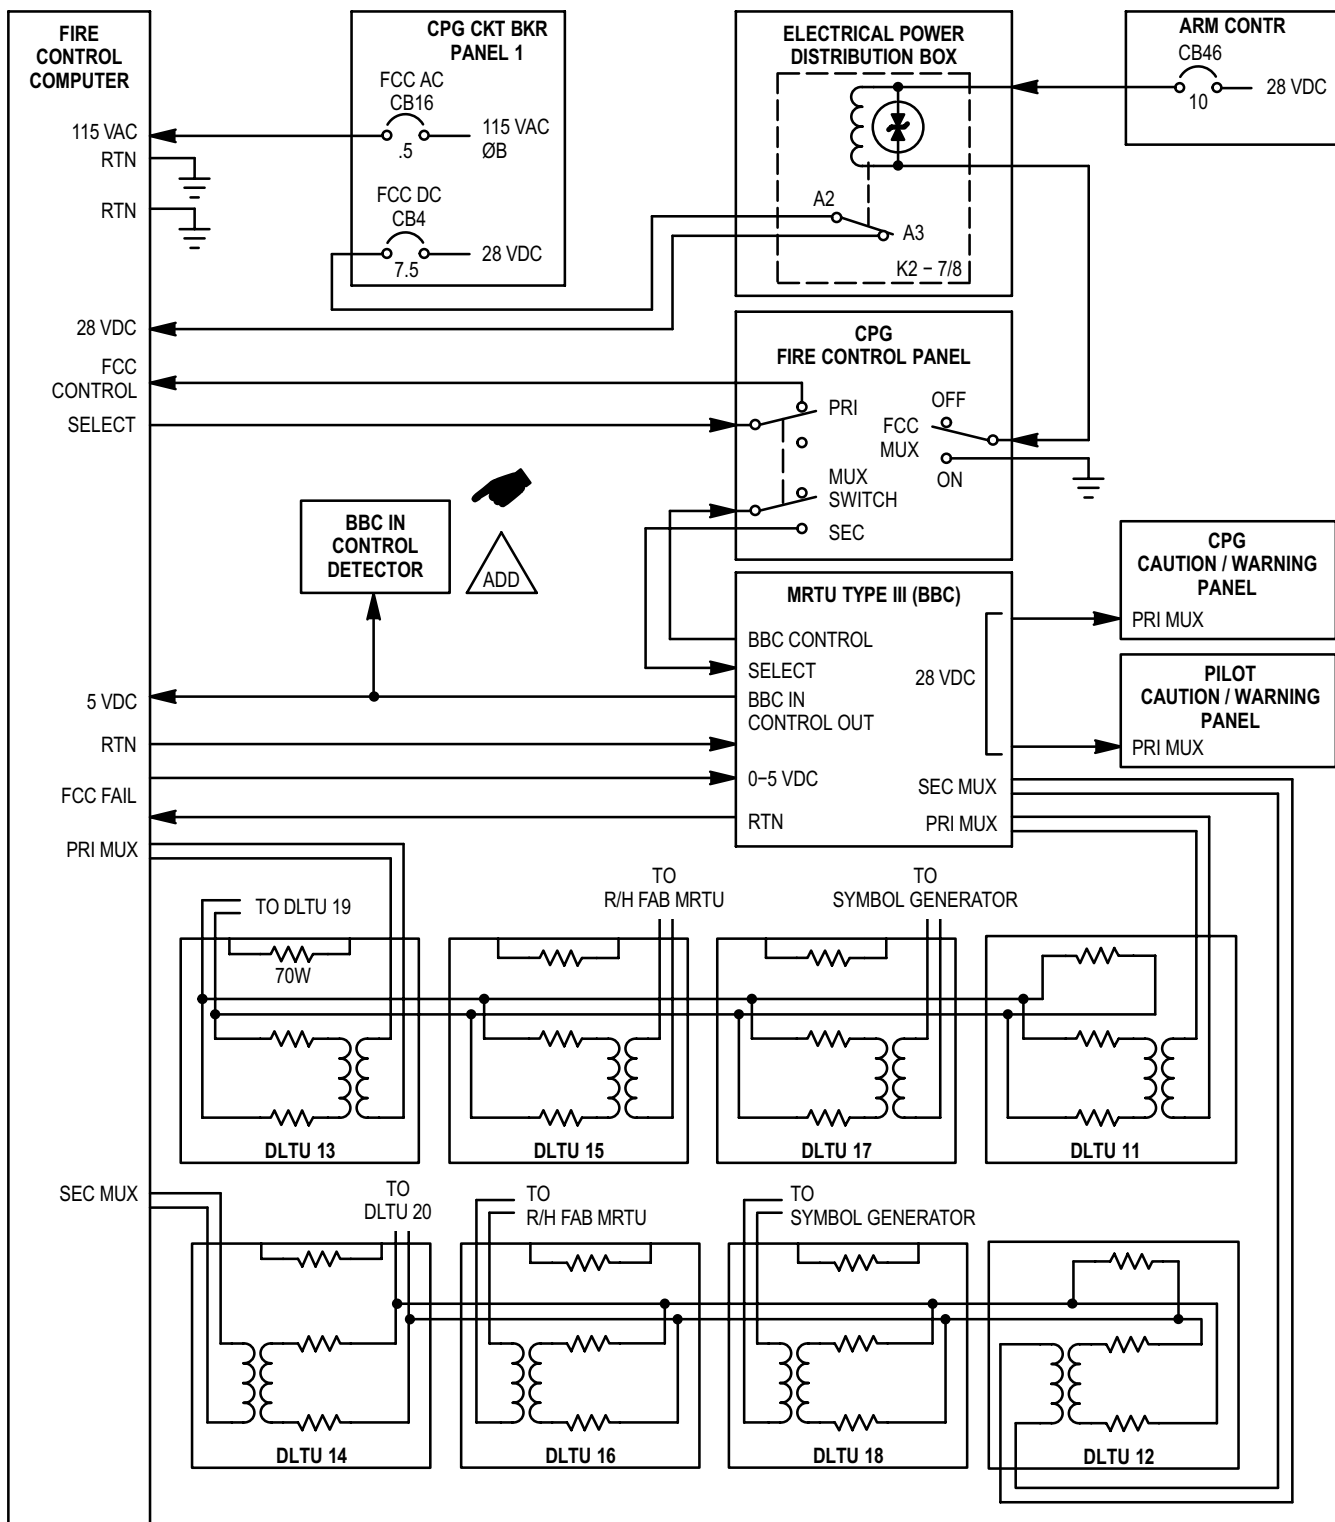 FIRE
CONTROL
COMPUTER
115 VAC
RTN
RTN
28 VDC
FCC
CONTROL
SELECT
5 VDC
RTN
FCC FAIL
PRI MUX
SEC MUX
CPG CKT BKR
PANEL 1
FCC AC
CB16
.5
115 VAC
ØB
FCC DC
CB4
7.5
28 VDC
ELECTRICAL POWER
DISTRIBUTION BOX
A2
A3
K2 – 7/8
ARM CONTR
CB46
10
28 VDC
CPG
FIRE CONTROL PANEL
PRI
OFF
FCC
MUX
ON
MUX
SWITCH
SEC
BBC IN
CONTROL
DETECTOR
ADD
MRTU TYPE III (BBC)
BBC CONTROL
SELECT
BBC IN
CONTROL OUT
28 VDC
0–5 VDC
RTN
SEC MUX
PRI MUX
CPG
CAUTION / WARNING
PANEL
PRI MUX
PILOT
CAUTION / WARNING
PANEL
PRI MUX
TO DLTU 19
70W
DLTU 13
TO
R/H FAB MRTU
DLTU 15
TO
SYMBOL GENERATOR
DLTU 17
DLTU 11
TO
DLTU 20
DLTU 14
TO
R/H FAB MRTU
DLTU 16
TO
SYMBOL GENERATOR
DLTU 18
DLTU 12